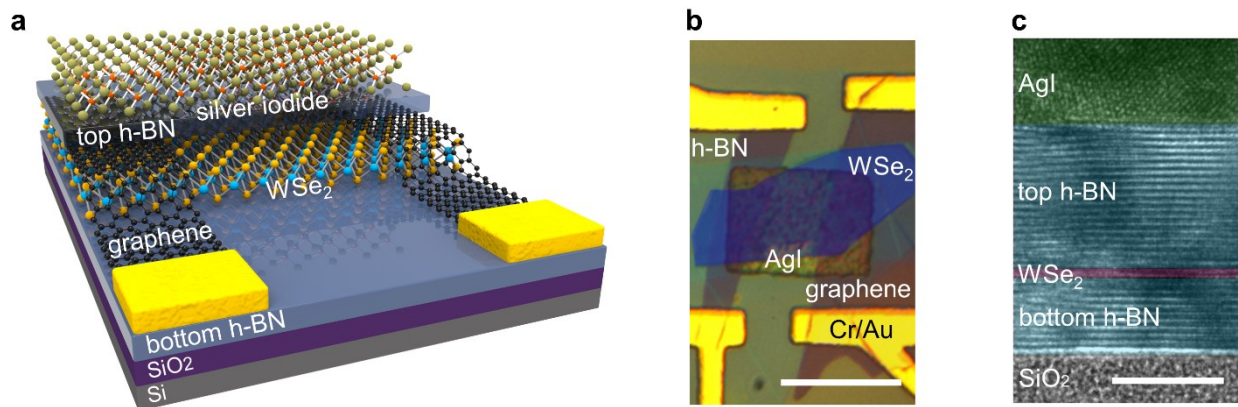 a
silver iodide
top h-BN
WSe₂
graphene
bottom h-BN
SiO₂
Si
b
h-BN
WSe₂
AgI
graphene
Cr/Au
c
AgI
top h-BN
WSe₂
bottom h-BN
SiO₂